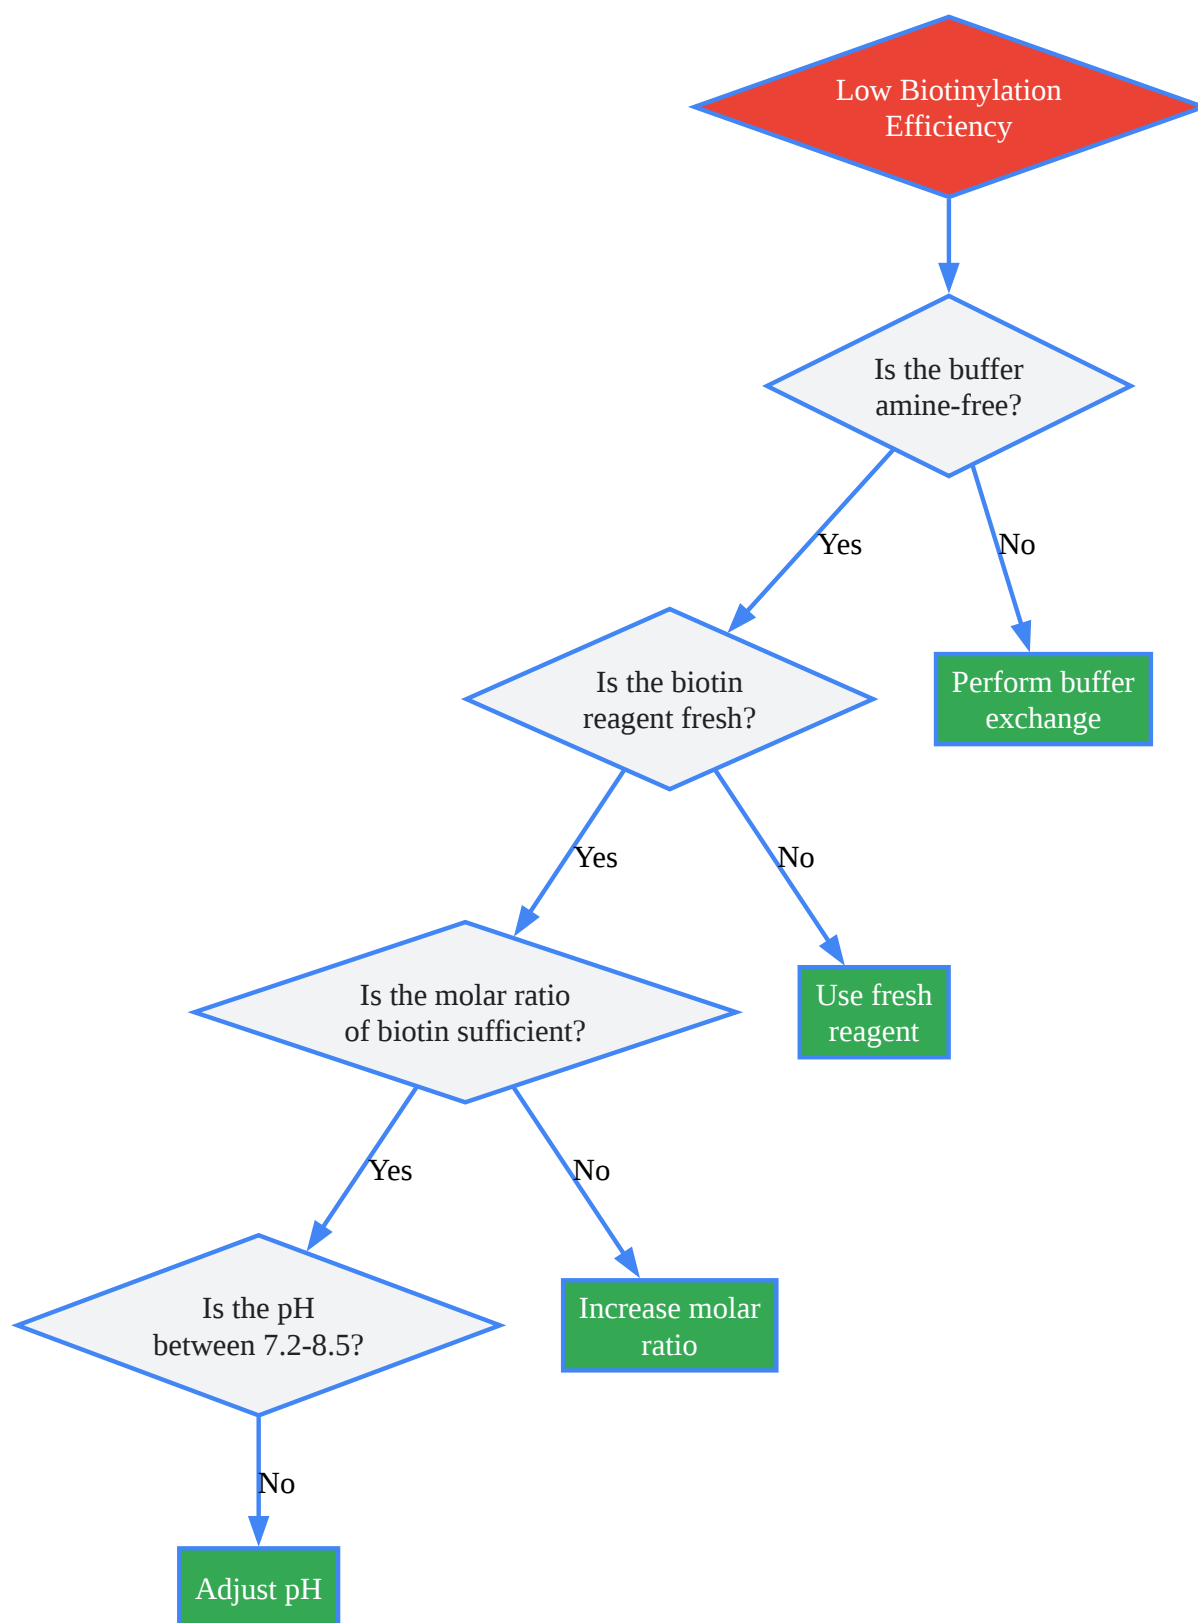 Low Biotinylation
Efficiency
Is the buffer
amine-free?
Yes
No
Is the biotin
reagent fresh?
Perform buffer
exchange
Yes
No
Is the molar ratio
of biotin sufficient?
Use fresh
reagent
Yes
No
Is the pH
between 7.2-8.5?
Increase molar
ratio
No
Adjust pH